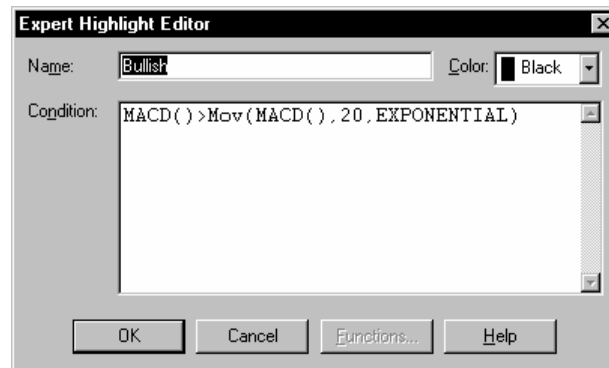 Expert Highlight Editor
Name: Bullish Color: Black
Condition: MACD()>Mov(MACD(),20,EXPONENTIAL)
OK Cancel Functions... Help